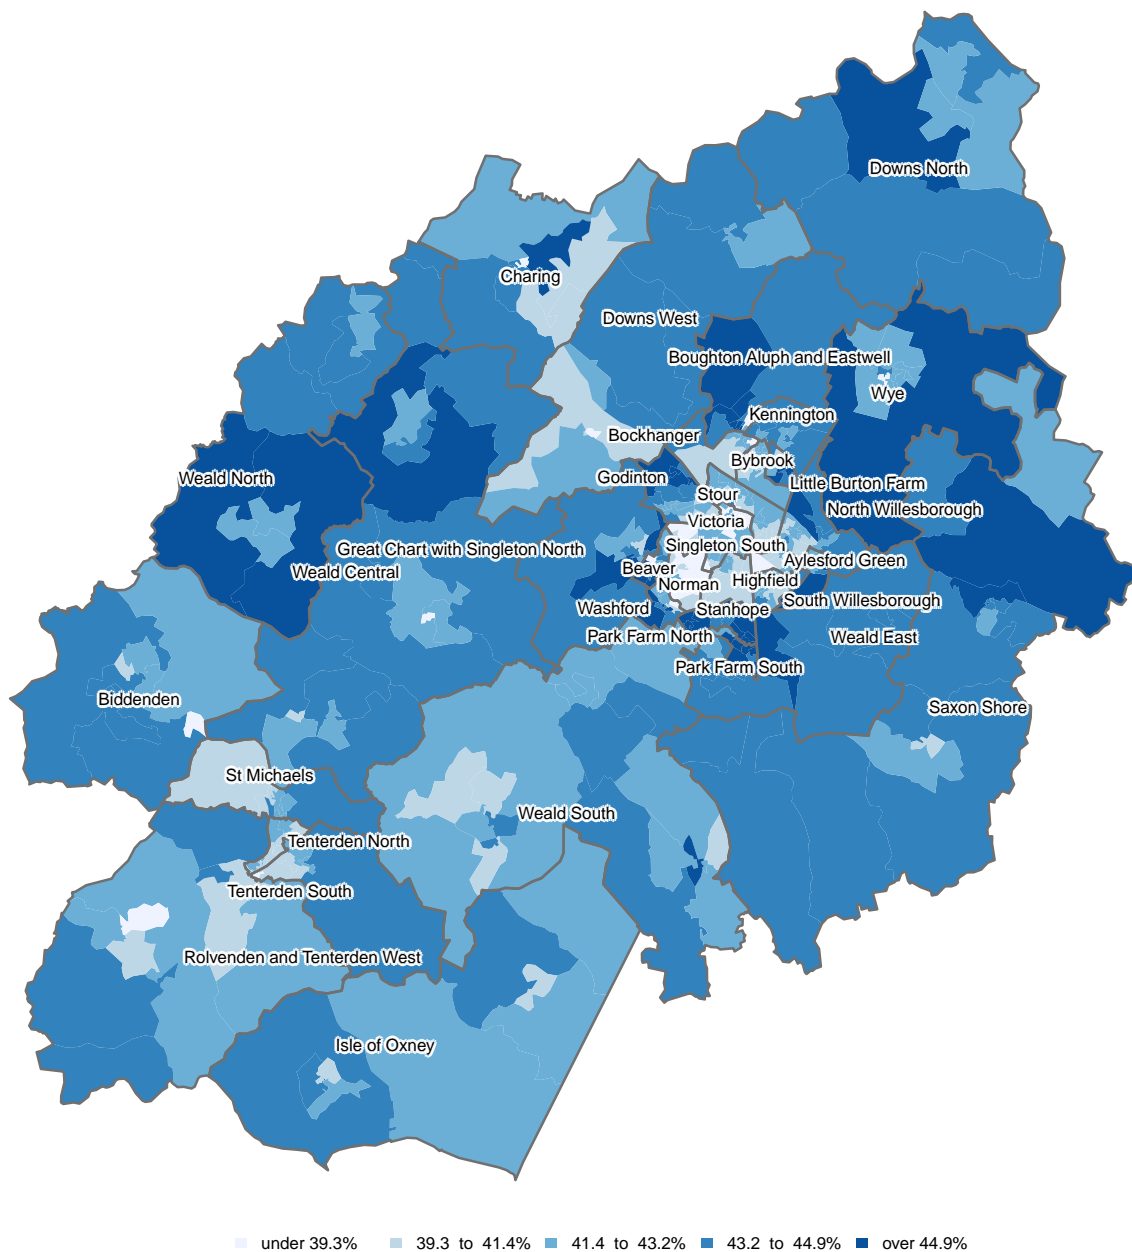 Downs North
Charing
Downs West
Boughton Aluph and Eastwell
Wye
Kennington
Bockhanger
Bybrook
Weald North
Godinton
Little Burton Farm
Stour
North Willesborough
Victoria
Great Chart with Singleton North
Singleton South
Aylesford Green
Weald Central
Beaver
Norman
Highfield
Washford
Stanhope
South Willesborough
Park Farm North
Weald East
Park Farm South
Biddenden
Saxon Shore
St Michaels
Weald South
Tenterden North
Tenterden South
Rolvenden and Tenterden West
Isle of Oxney
under 39.3% 39.3 to 41.4% 41.4 to 43.2% 43.2 to 44.9% over 44.9%